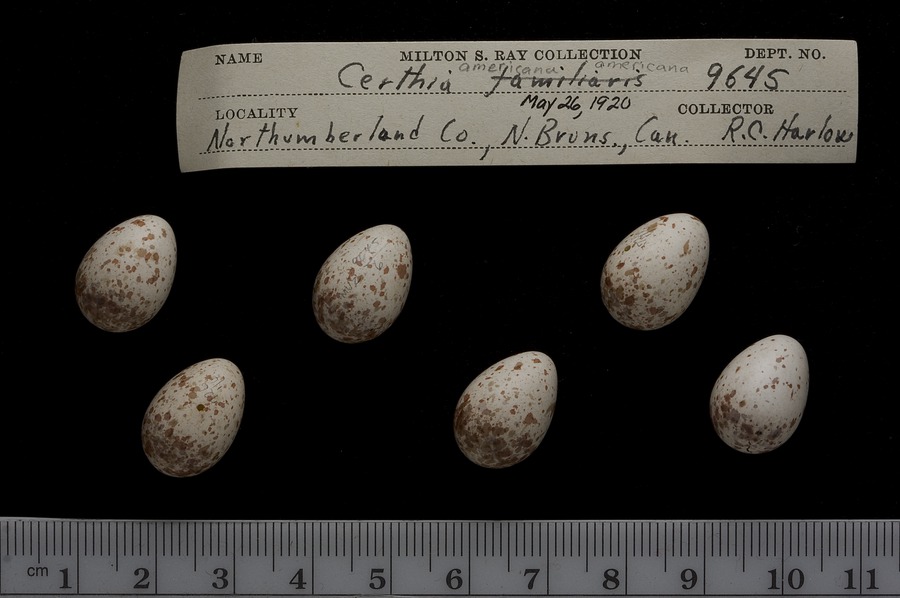 NAME MILTON S. RAY COLLECTION DEPT. NO.
americana americana
Certhia familiaris 9645
May 26, 1920
LOCALITY COLLECTOR
Northumberland Co., N. Bruns., Can. R.C. Harlow
cm 1 2 3 4 5 6 7 8 9 10 11